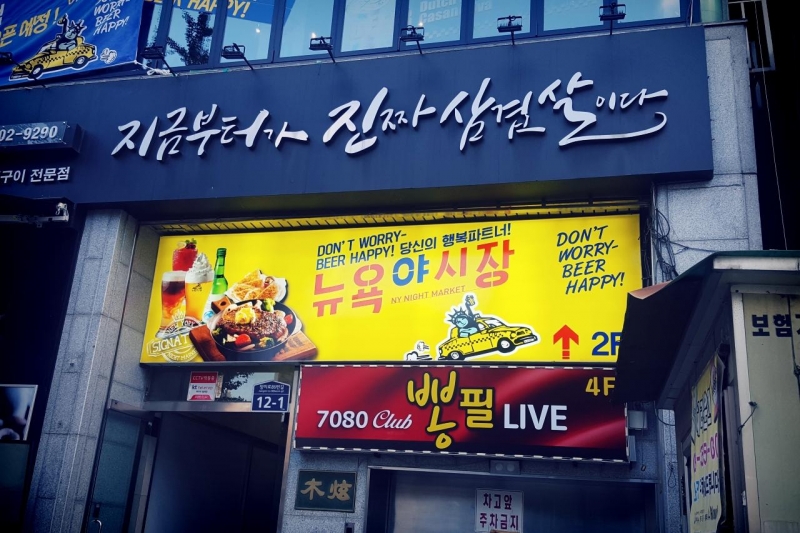 WORRY-
BEER
HAPPY!
BEER HAPPY!
지금부터가 진짜 삼겹살이다
02-9290
구이 전문점
DON'T WORRY-
BEER HAPPY! 당신의 행복파트너!
뉴욕야시장
NY NIGHT MARKET
DON'T
WORRY-
BEER
HAPPY!
2F
12-1
7080 Club 뽕필 LIVE
4F
木炫
차고앞
주차금지
보험